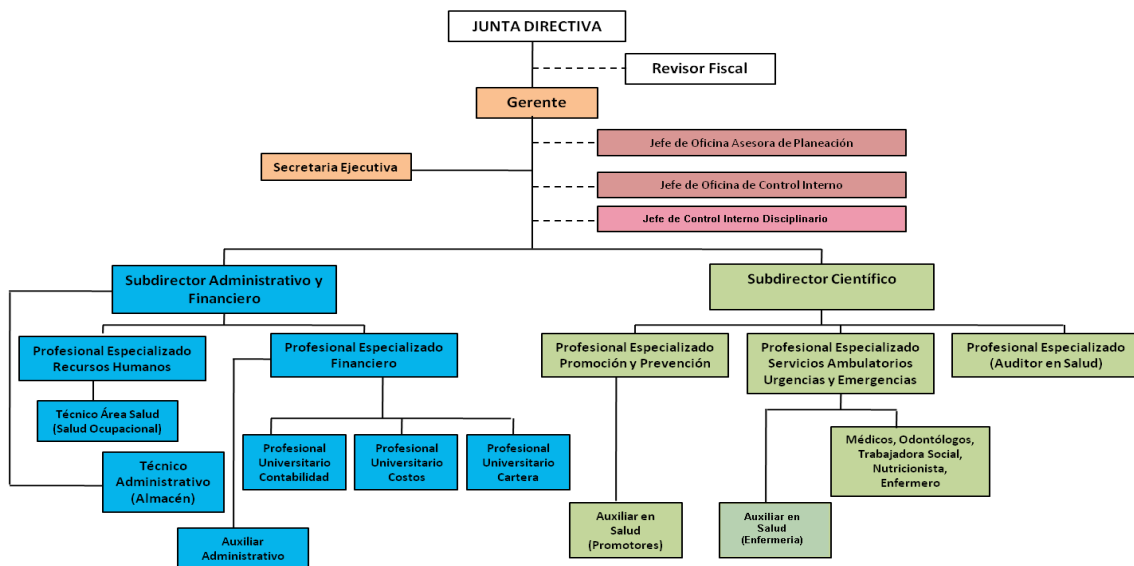 JUNTA DIRECTIVA
Revisor Fiscal
Gerente
Jefe de Oficina Asesora de Planeación
Secretaria Ejecutiva
Jefe de Oficina de Control Interno
Jefe de Control Interno Disciplinario
Subdirector Administrativo y
Financiero
Subdirector Científico
Profesional Especializado
Recursos Humanos
Profesional Especializado
Financiero
Profesional Especializado
Promoción y Prevención
Profesional Especializado
Servicios Ambulatorios
Urgencias y Emergencias
Profesional Especializado
(Auditor en Salud)
Técnico Área Salud
(Salud Ocupacional)
Profesional
Universitario
Contabilidad
Profesional
Universitario
Costos
Profesional
Universitario
Cartera
Médicos, Odontólogos,
Trabajadora Social,
Nutricionista,
Enfermero
Técnico
Administrativo
(Almacén)
Auxiliar
Administrativo
Auxiliar en
Salud
(Promotores)
Auxiliar en
Salud
(Enfermeria)